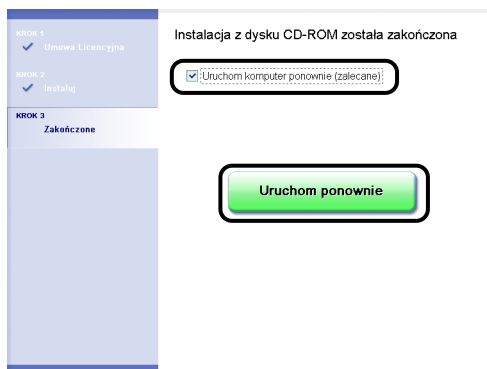 KROK 1
Umowa Licencyjna
KROK 2
Instaluj
KROK 3
Zakończone
Instalacja z dysku CD-ROM została zakończona
Uruchom komputer ponownie (zalecane)
Uruchom ponownie